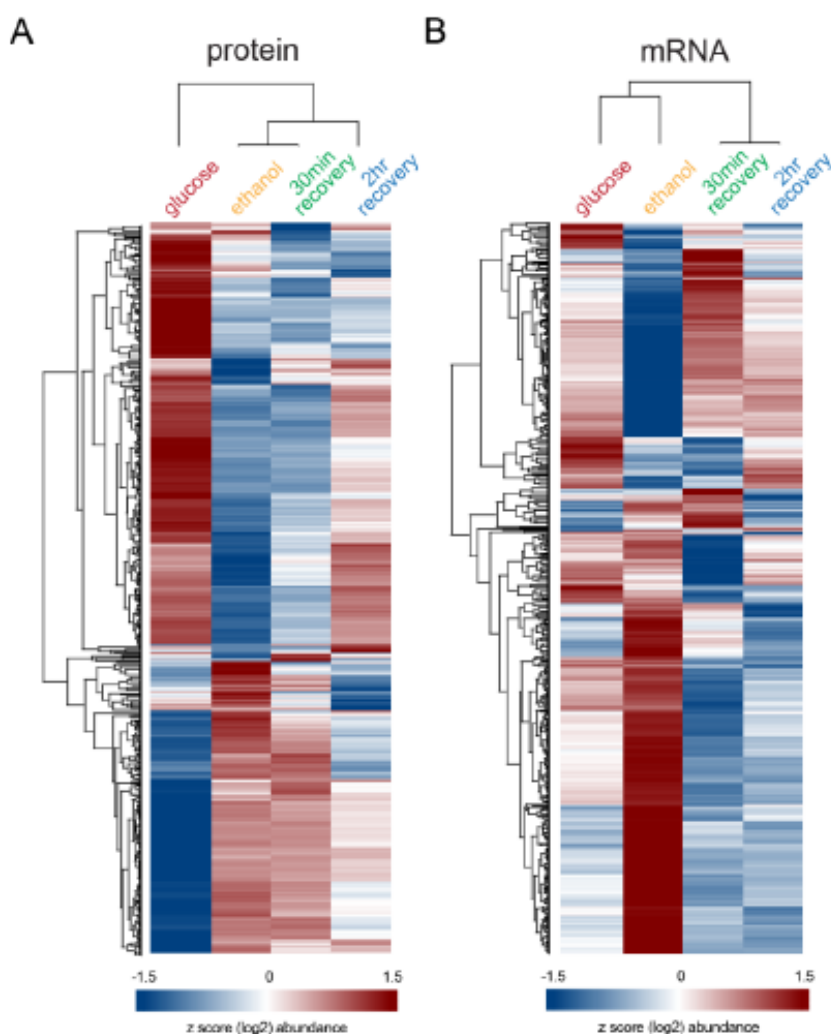 A
protein
glucose
ethanol
30min
recovery
2hr
recovery
-1.5
0
1.5
z score (log2) abundance
B
mRNA
glucose
ethanol
30min
recovery
2hr
recovery
-1.5
0
1.5
z score (log2) abundance